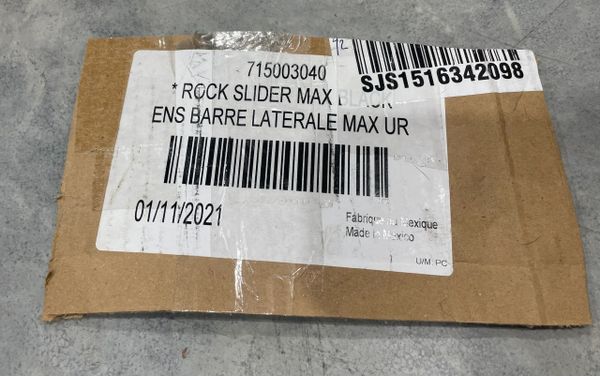 715003040
* ROCK SLIDER MAX BLACK
ENS BARRE LATERALE MAX UR
01/11/2021
Fabriqué au Mexique
Made in Mexico
U/M: PC
SJS1516342098